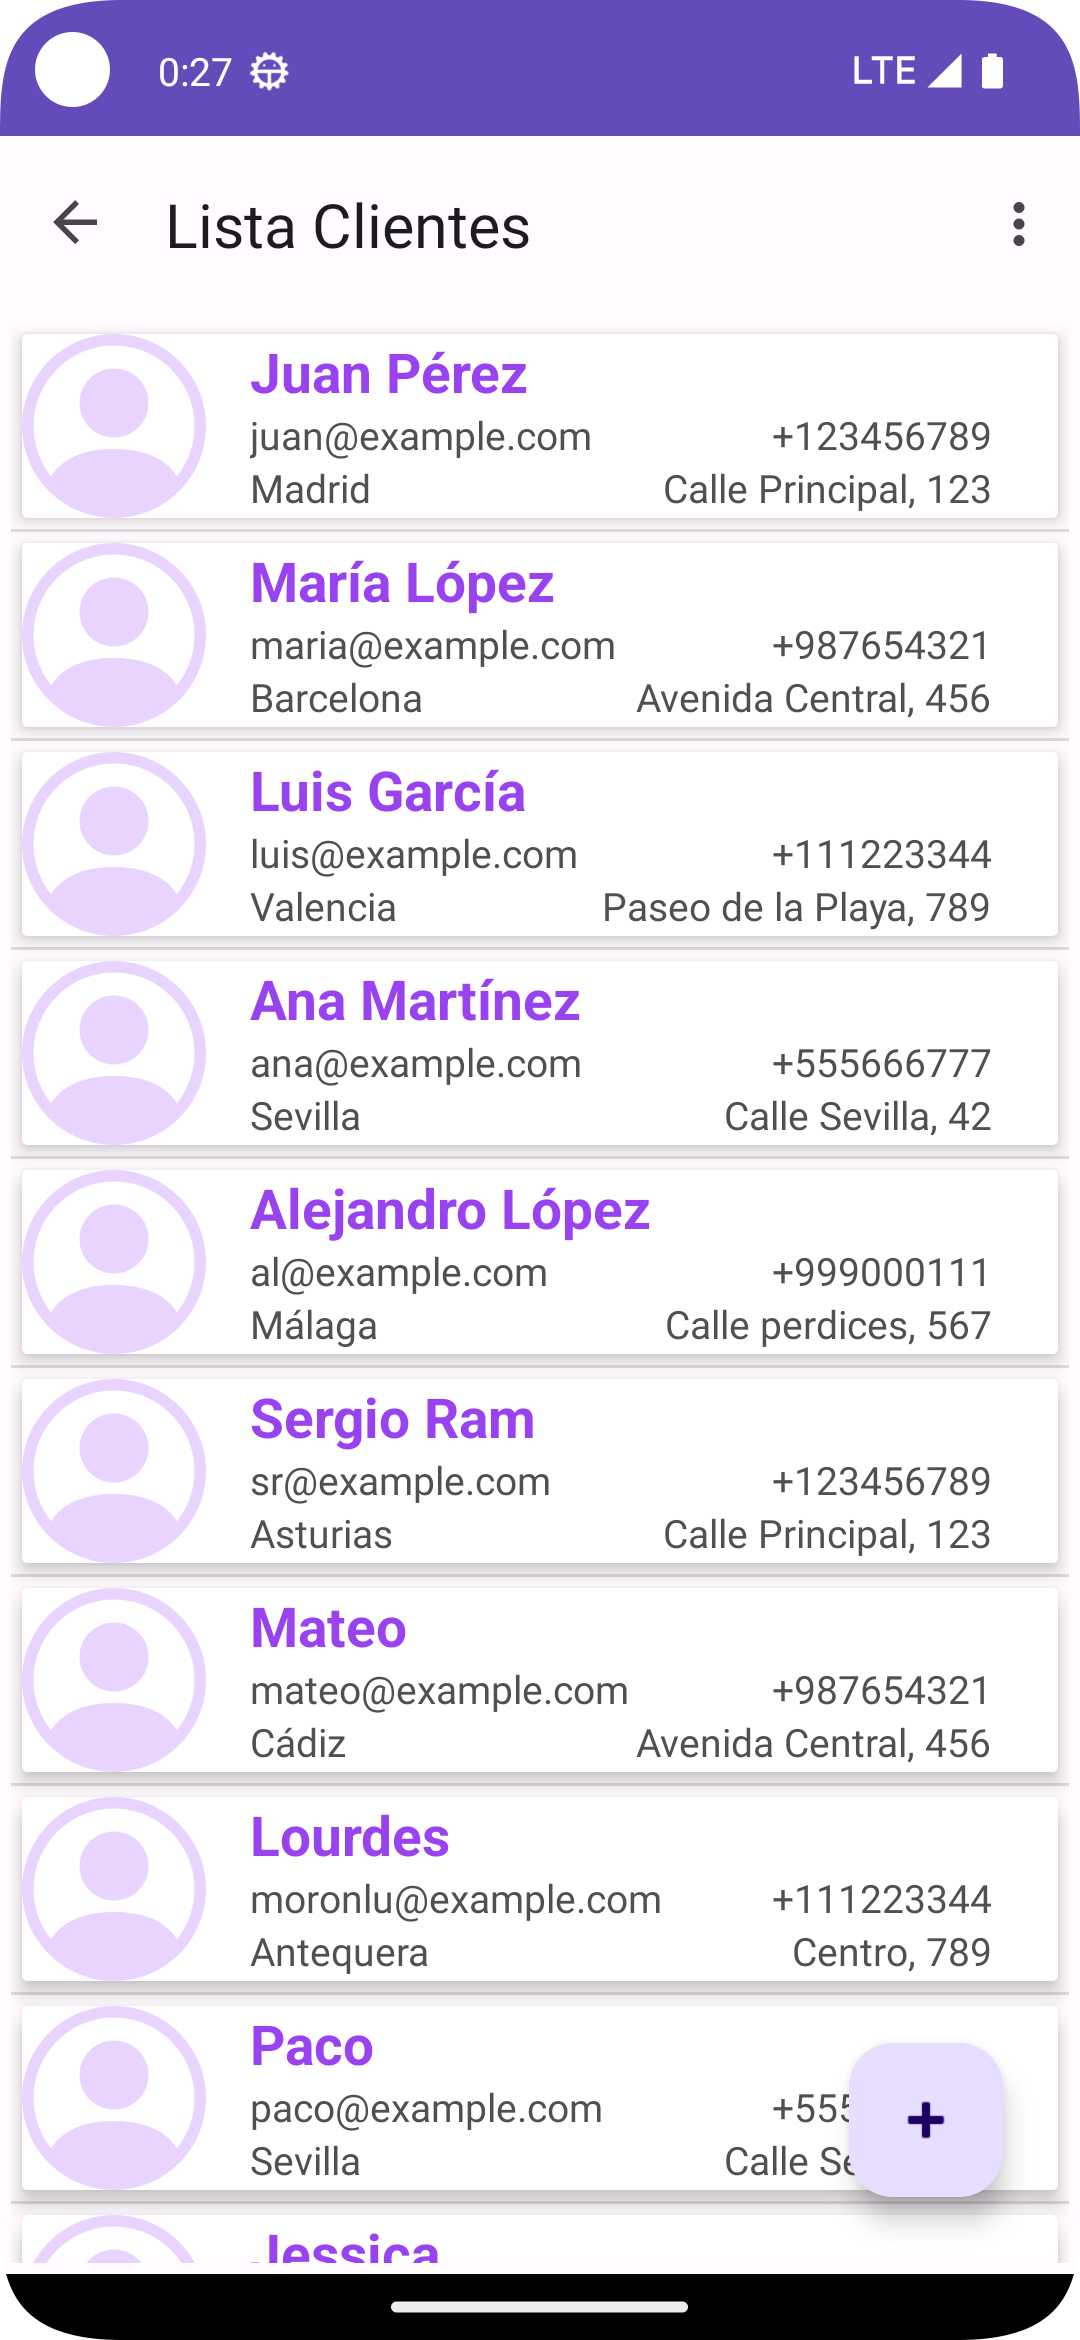 0:27 LTE
Lista Clientes
Juan Pérez
juan@example.com +123456789
Madrid Calle Principal, 123
María López
maria@example.com +987654321
Barcelona Avenida Central, 456
Luis García
luis@example.com +111223344
Valencia Paseo de la Playa, 789
Ana Martínez
ana@example.com +555666777
Sevilla Calle Sevilla, 42
Alejandro López
al@example.com +999000111
Málaga Calle perdices, 567
Sergio Ram
sr@example.com +123456789
Asturias Calle Principal, 123
Mateo
mateo@example.com +987654321
Cádiz Avenida Central, 456
Lourdes
moronlu@example.com +111223344
Antequera Centro, 789
Paco
paco@example.com +555
Sevilla Calle
Jessica